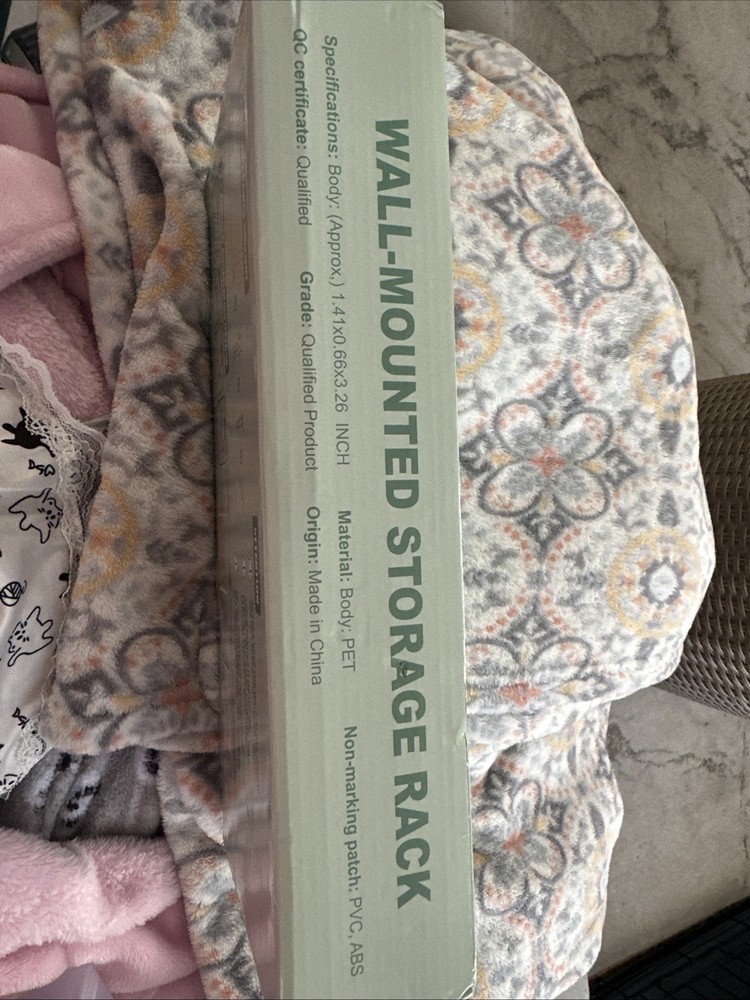 WALL-MOUNTED STORAGE RACK
Specifications: Body: (Approx.) 1.41x0.66x3.26 INCH Material: Body: PET Non-marking patch: PVC, ABS
QC certificate: Qualified Grade: Qualified Product Origin: Made in China